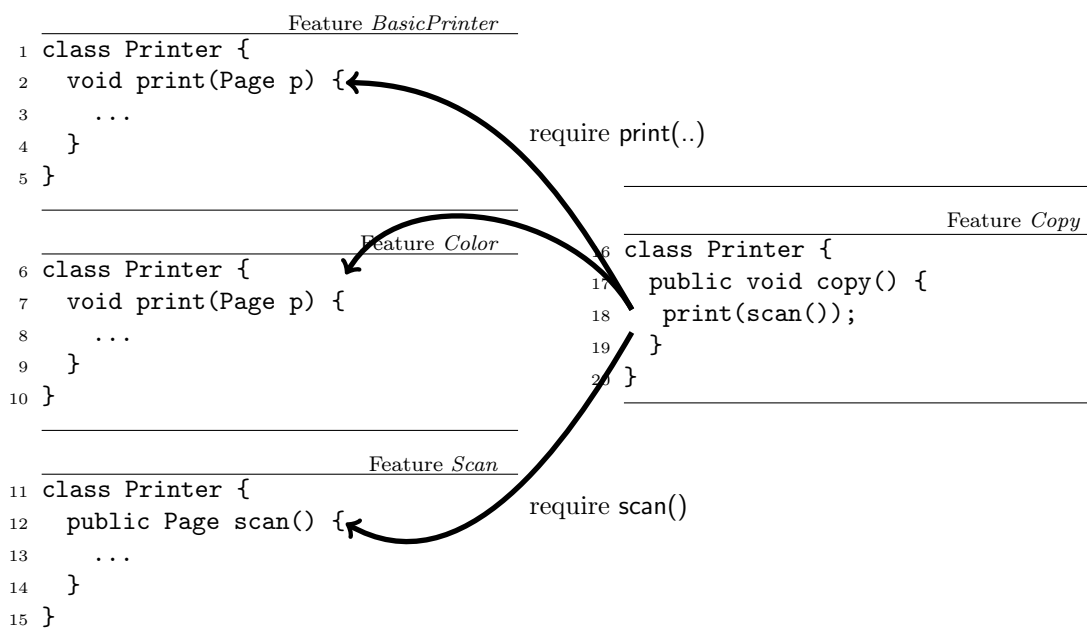 Feature BasicPrinter
1 class Printer {
2 void print(Page p) {
3 ...
4 }
5 }
require print(..)
Feature Color
6 class Printer {
7 void print(Page p) {
8 ...
9 }
10 }
Feature Scan
11 class Printer {
12 public Page scan() {
13 ...
14 }
15 }
require scan()
Feature Copy
16 class Printer {
17 public void copy() {
18 print(scan());
19 }
20 }